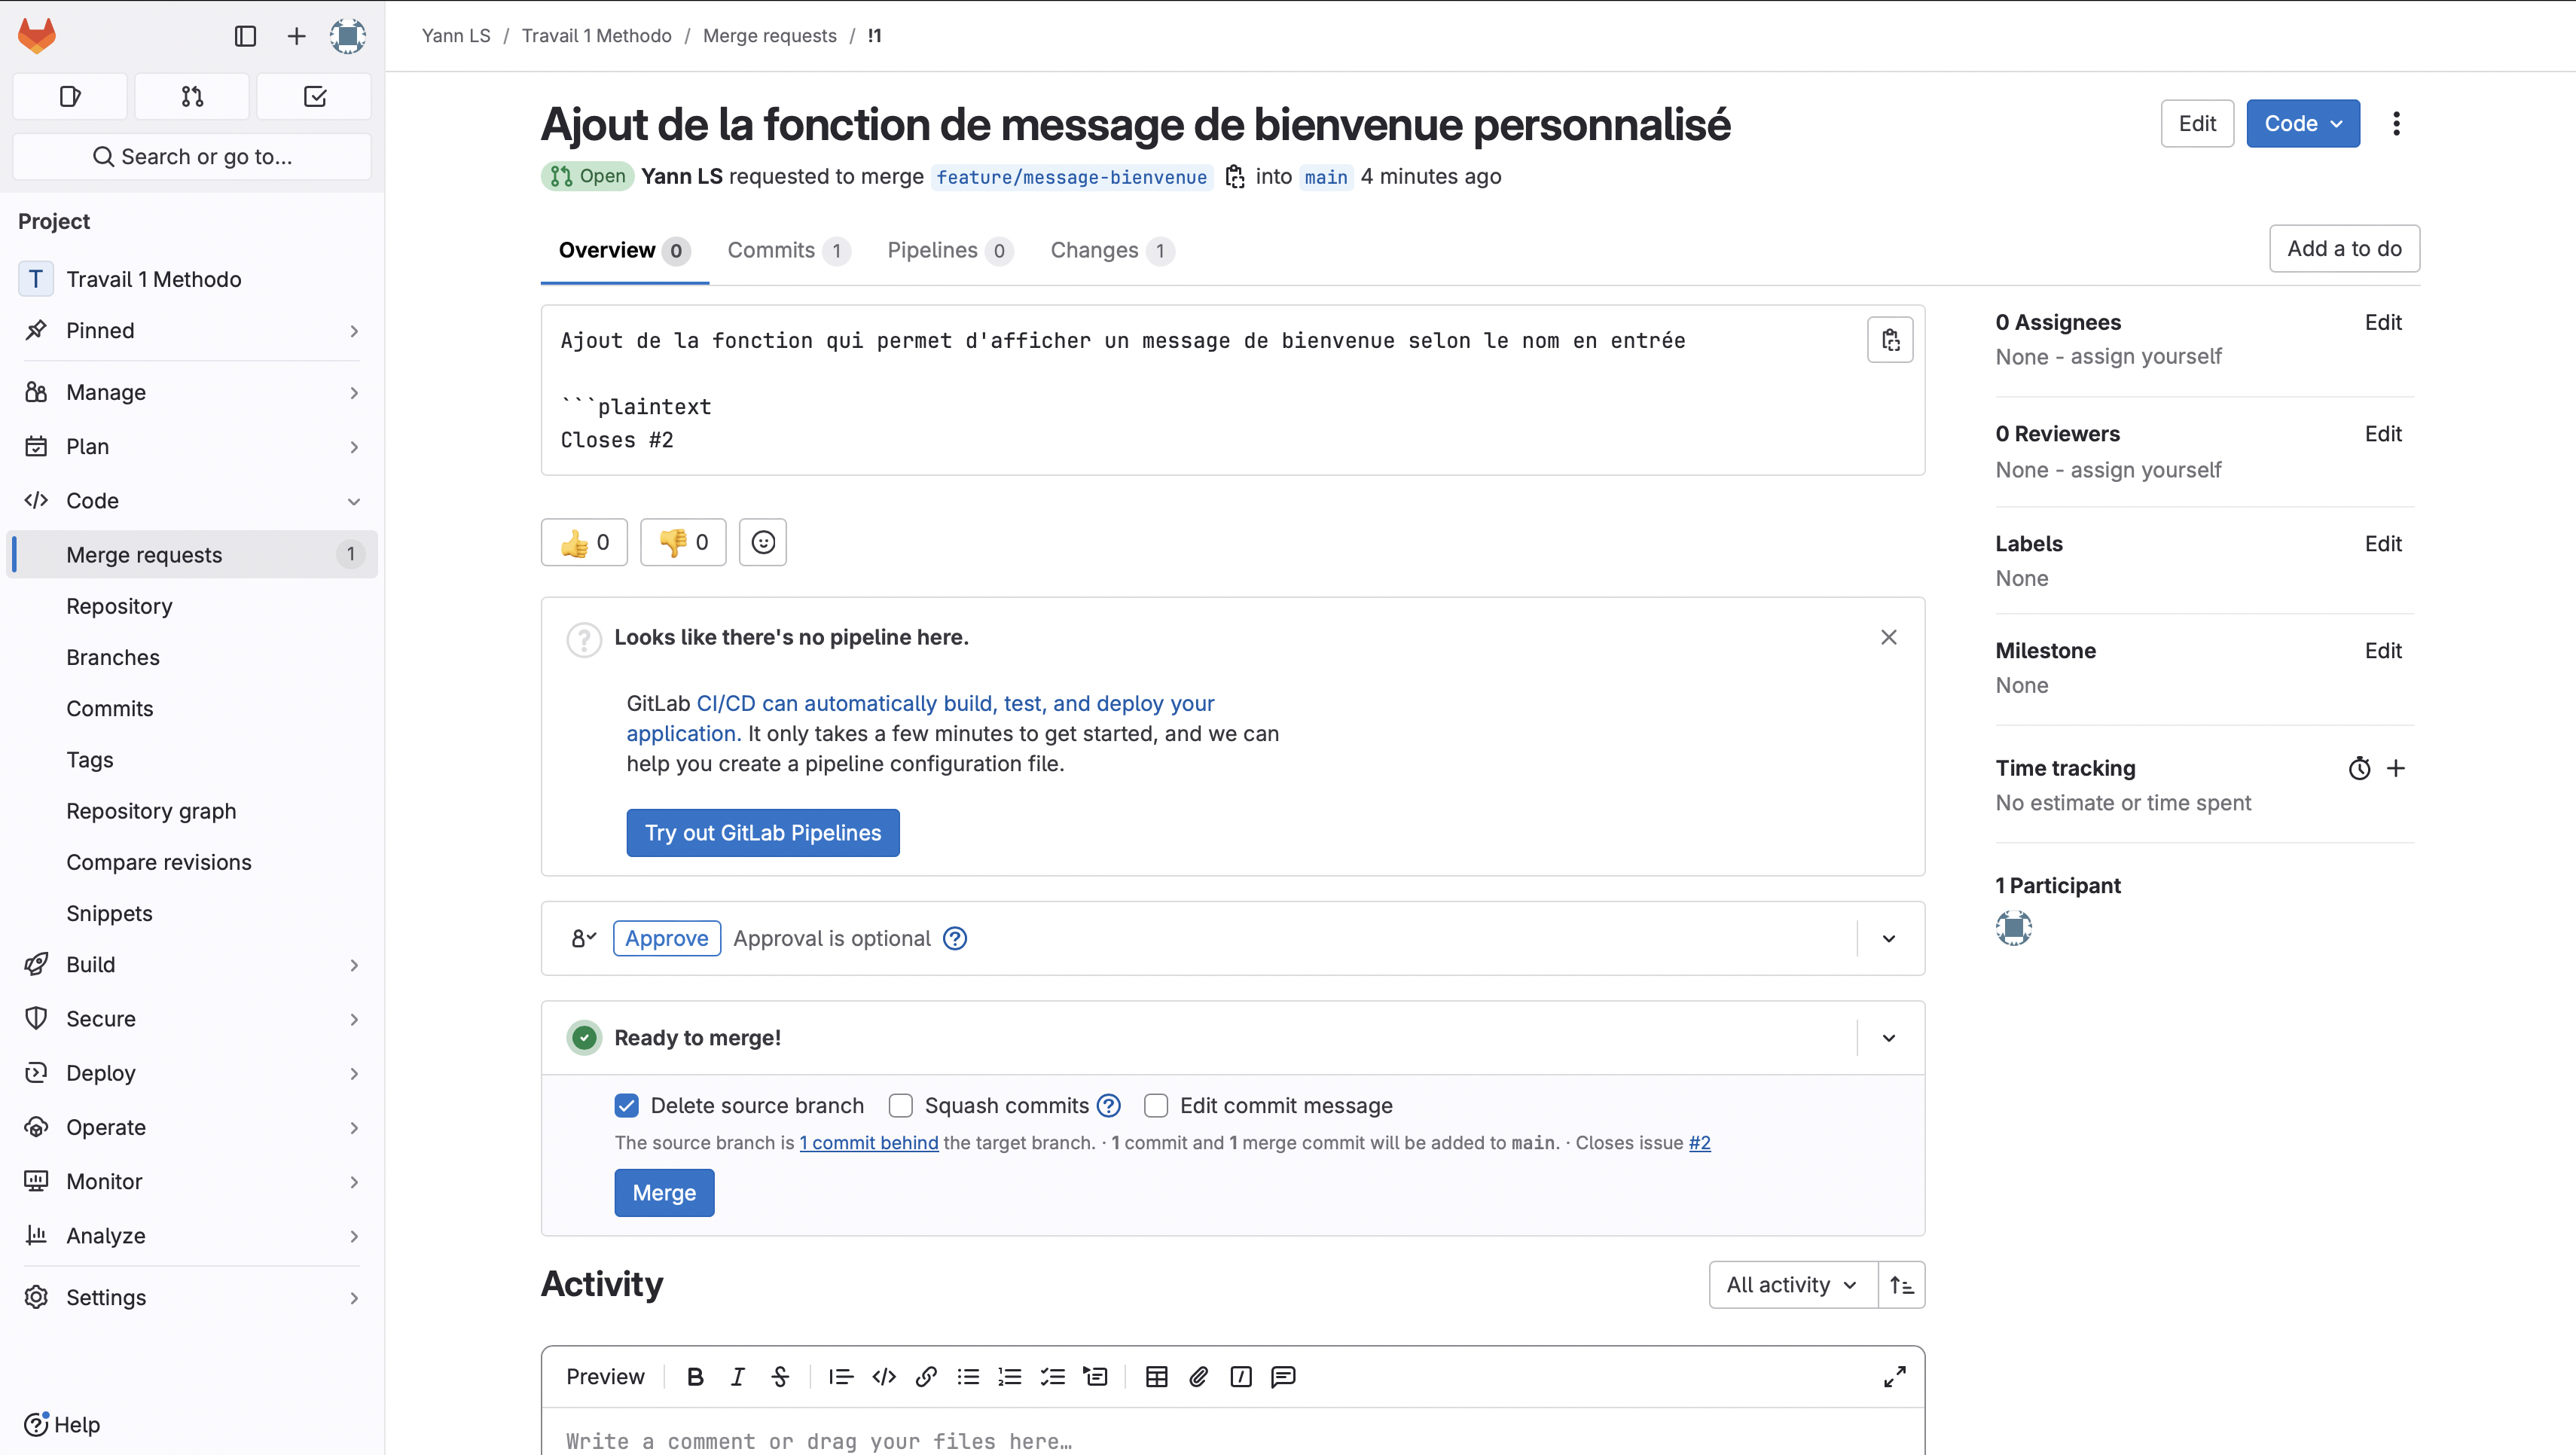 Yann LS / Travail 1 Methodo / Merge requests / !1
Search or go to...
Project
T Travail 1 Methodo
Pinned
Manage
Plan
Code
Merge requests 1
Repository
Branches
Commits
Tags
Repository graph
Compare revisions
Snippets
Build
Secure
Deploy
Operate
Monitor
Analyze
Settings
Help
Ajout de la fonction de message de bienvenue personnalisé
Edit
Code
Open Yann LS requested to merge feature/message-bienvenue into main 4 minutes ago
Overview 0 Commits 1 Pipelines 0 Changes 1
Add a to do
Ajout de la fonction qui permet d'afficher un message de bienvenue selon le nom en entrée
```plaintext
Closes #2
0 0
Looks like there's no pipeline here.
GitLab CI/CD can automatically build, test, and deploy your
application. It only takes a few minutes to get started, and we can
help you create a pipeline configuration file.
Try out GitLab Pipelines
Approve Approval is optional
Ready to merge!
Delete source branch Squash commits Edit commit message
The source branch is 1 commit behind the target branch. · 1 commit and 1 merge commit will be added to main. · Closes issue #2
Merge
Activity
All activity
Preview
Write a comment or drag your files here…
0 Assignees Edit
None - assign yourself
0 Reviewers Edit
None - assign yourself
Labels Edit
None
Milestone Edit
None
Time tracking
No estimate or time spent
1 Participant